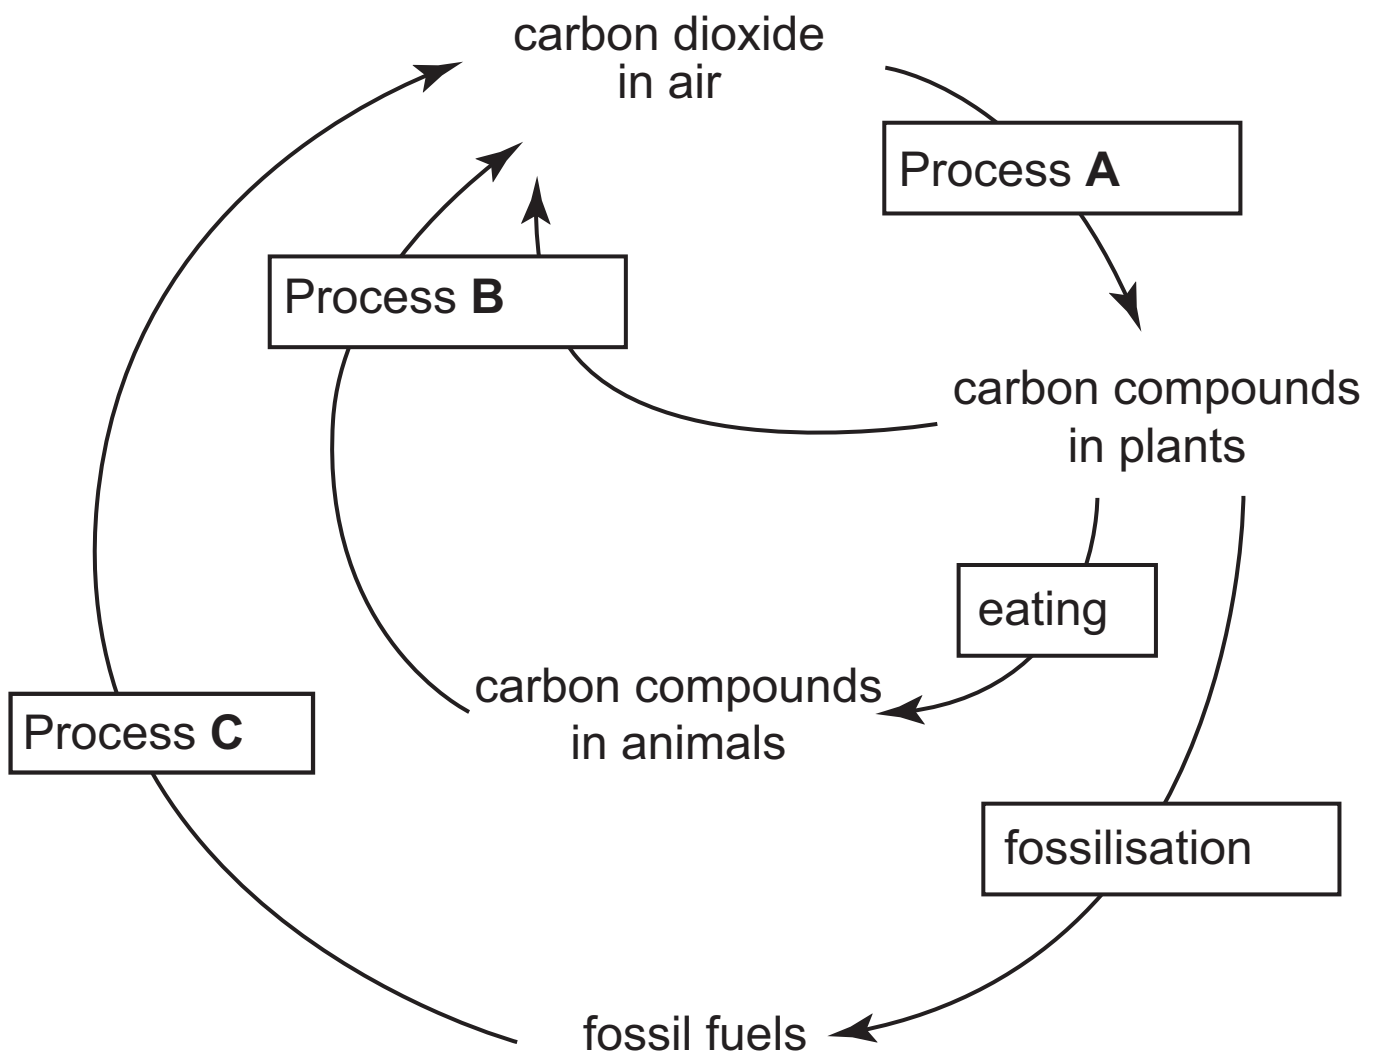 carbon dioxide
in air
Process A
Process B
carbon compounds
in plants
eating
carbon compounds
in animals
Process C
fossilisation
fossil fuels